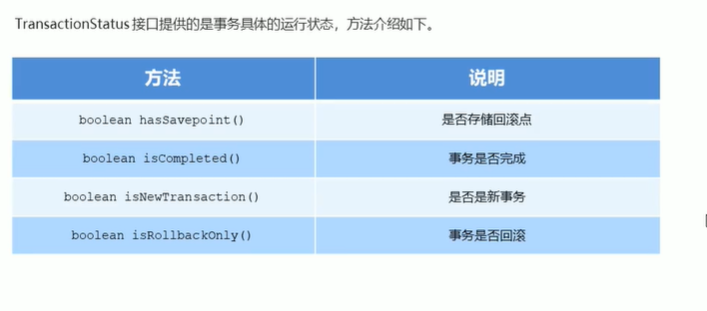 TransactionStatus 接口提供的是事务具体的运行状态，方法介绍如下。
方法 说明
boolean hasSavepoint() 是否存储回滚点
boolean isCompleted() 事务是否完成
boolean isNewTransaction() 是否是新事务
boolean isRollbackOnly() 事务是否回滚